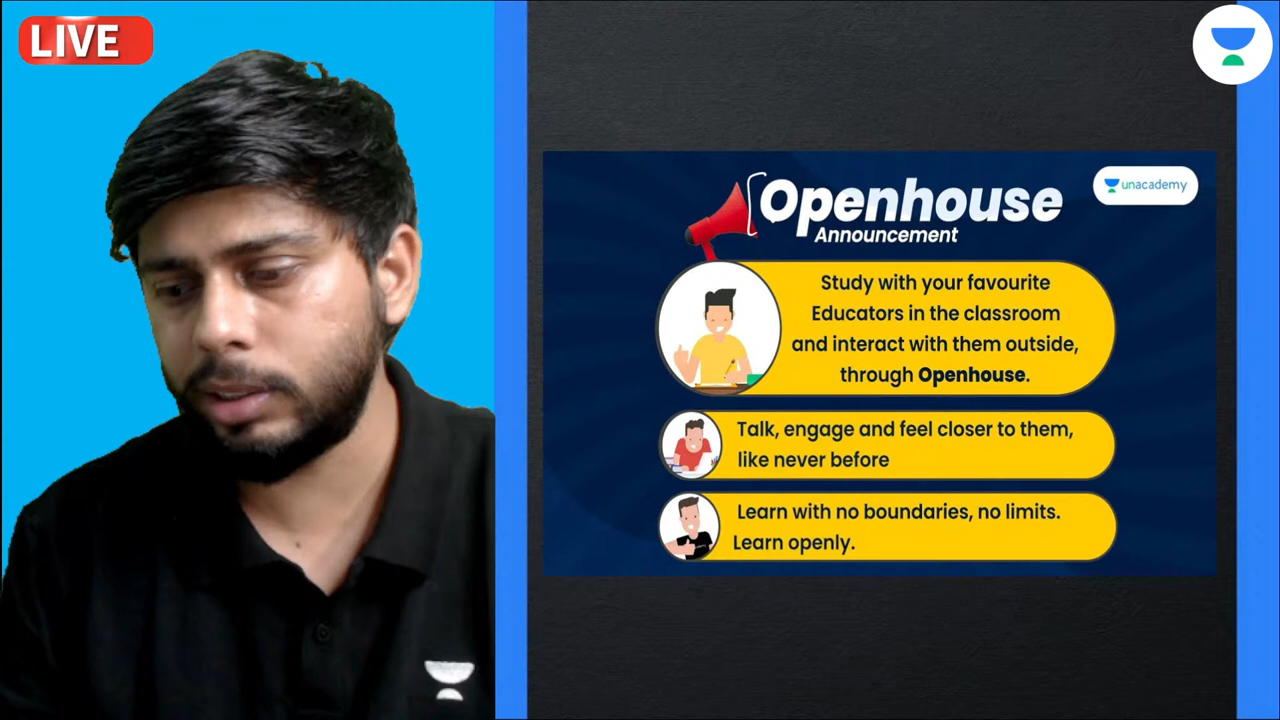 LIVE
Openhouse
Announcement
unacademy
Study with your favourite
Educators in the classroom
and interact with them outside,
through Openhouse.
Talk, engage and feel closer to them,
like never before
Learn with no boundaries, no limits.
Learn openly.